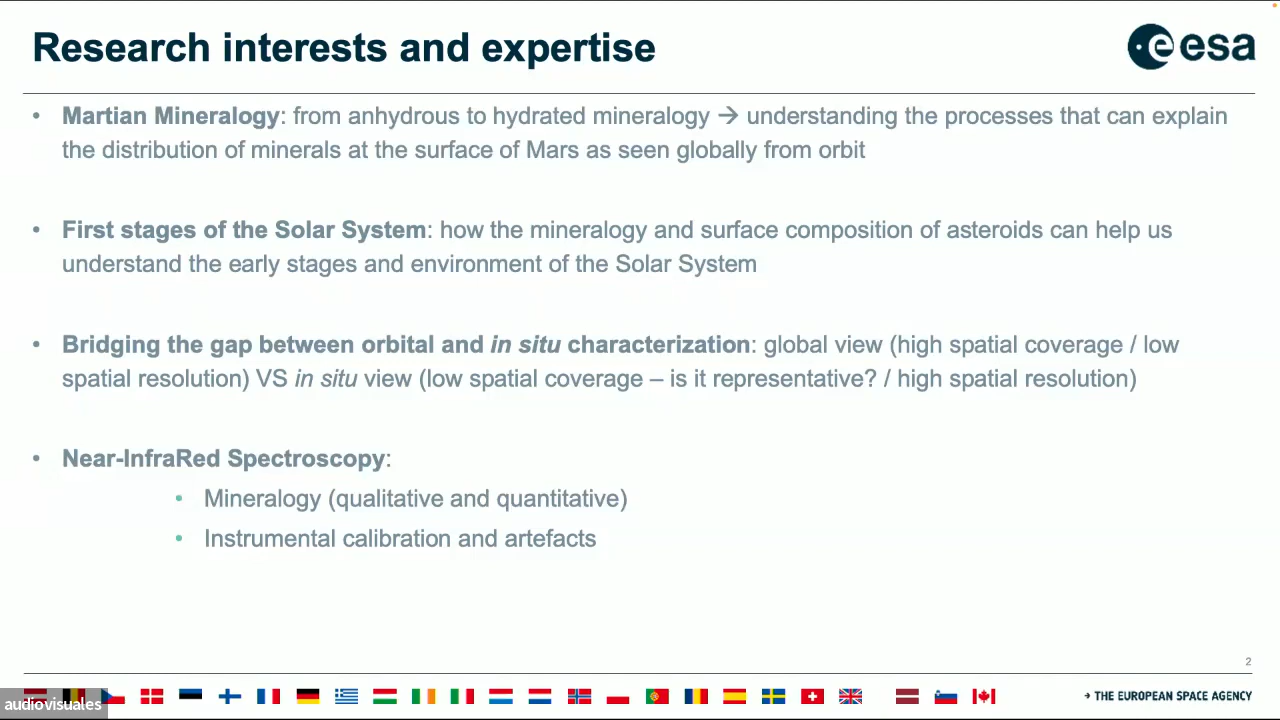 Research interests and expertise
esa
• Martian Mineralogy: from anhydrous to hydrated mineralogy → understanding the processes that can explain
the distribution of minerals at the surface of Mars as seen globally from orbit
• First stages of the Solar System: how the mineralogy and surface composition of asteroids can help us
understand the early stages and environment of the Solar System
• Bridging the gap between orbital and in situ characterization: global view (high spatial coverage / low
spatial resolution) VS in situ view (low spatial coverage – is it representative? / high spatial resolution)
• Near-InfraRed Spectroscopy:
• Mineralogy (qualitative and quantitative)
• Instrumental calibration and artefacts
2
audiovisuales
→ THE EUROPEAN SPACE AGENCY